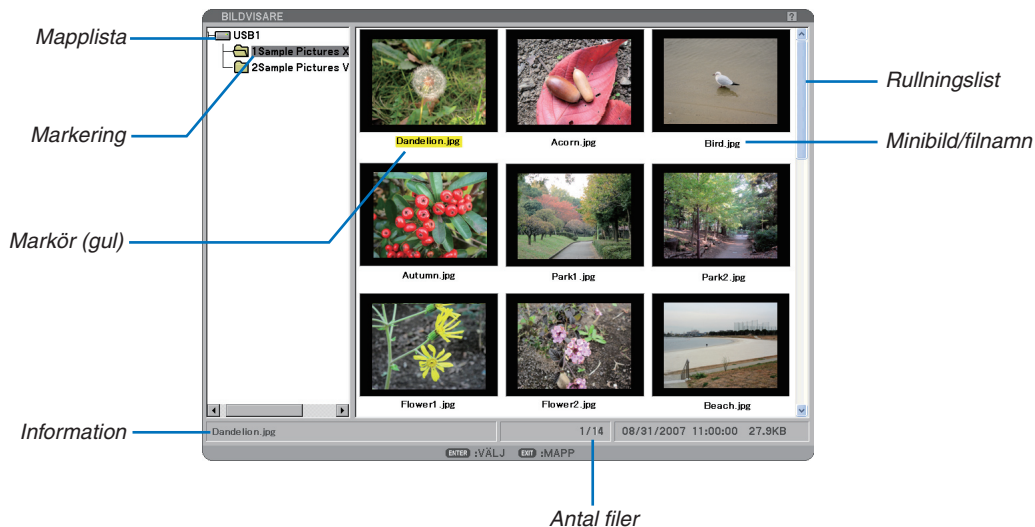 BILDVISARE ?
Mapplista
USB1
1Sample Pictures X
2Sample Pictures V
Markering
Markör (gul)
Rullningslist
Minibild/filnamn
Dandelion.jpg
Acorn.jpg
Bird.jpg
Autumn.jpg
Park1.jpg
Park2.jpg
Flower1.jpg
Flower2.jpg
Beach.jpg
Information
Dandelion.jpg
1/14
08/31/2007 11:00:00 27.9KB
ENTER :VÄLJ EXIT :MAPP
Antal filer